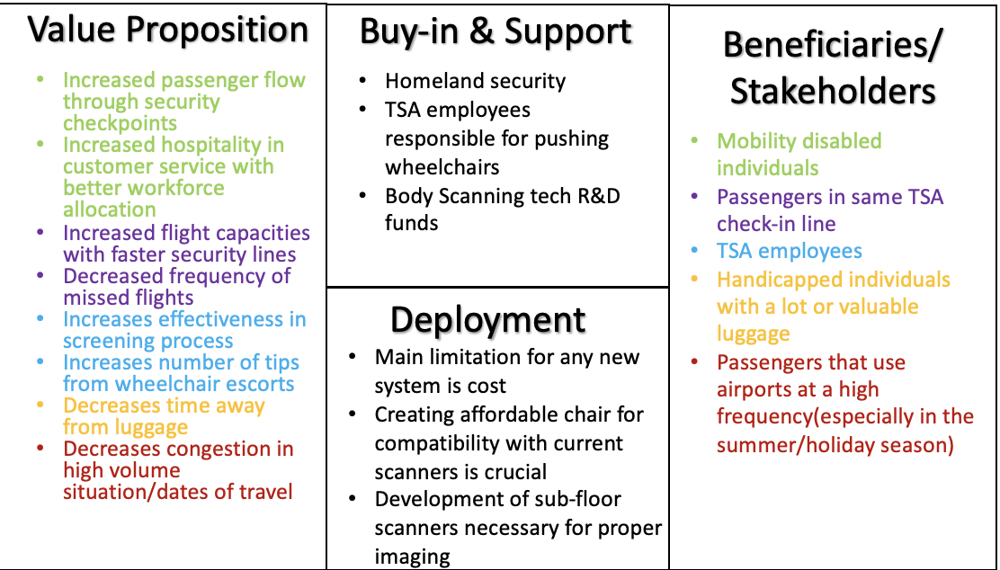 Value Proposition
• Increased passenger flow
through security
checkpoints
• Increased hospitality in
customer service with
better workforce
allocation
• Increased flight capacities
with faster security lines
• Decreased frequency of
missed flights
• Increases effectiveness in
screening process
• Increases number of tips
from wheelchair escorts
• Decreases time away
from luggage
• Decreases congestion in
high volume
situation/dates of travel
Buy-in & Support
• Homeland security
• TSA employees
responsible for pushing
wheelchairs
• Body Scanning tech R&D
funds
Deployment
• Main limitation for any new
system is cost
• Creating affordable chair for
compatibility with current
scanners is crucial
• Development of sub-floor
scanners necessary for proper
imaging
Beneficiaries/
Stakeholders
• Mobility disabled
individuals
• Passengers in same TSA
check-in line
• TSA employees
• Handicapped individuals
with a lot or valuable
luggage
• Passengers that use
airports at a high
frequency(especially in the
summer/holiday season)